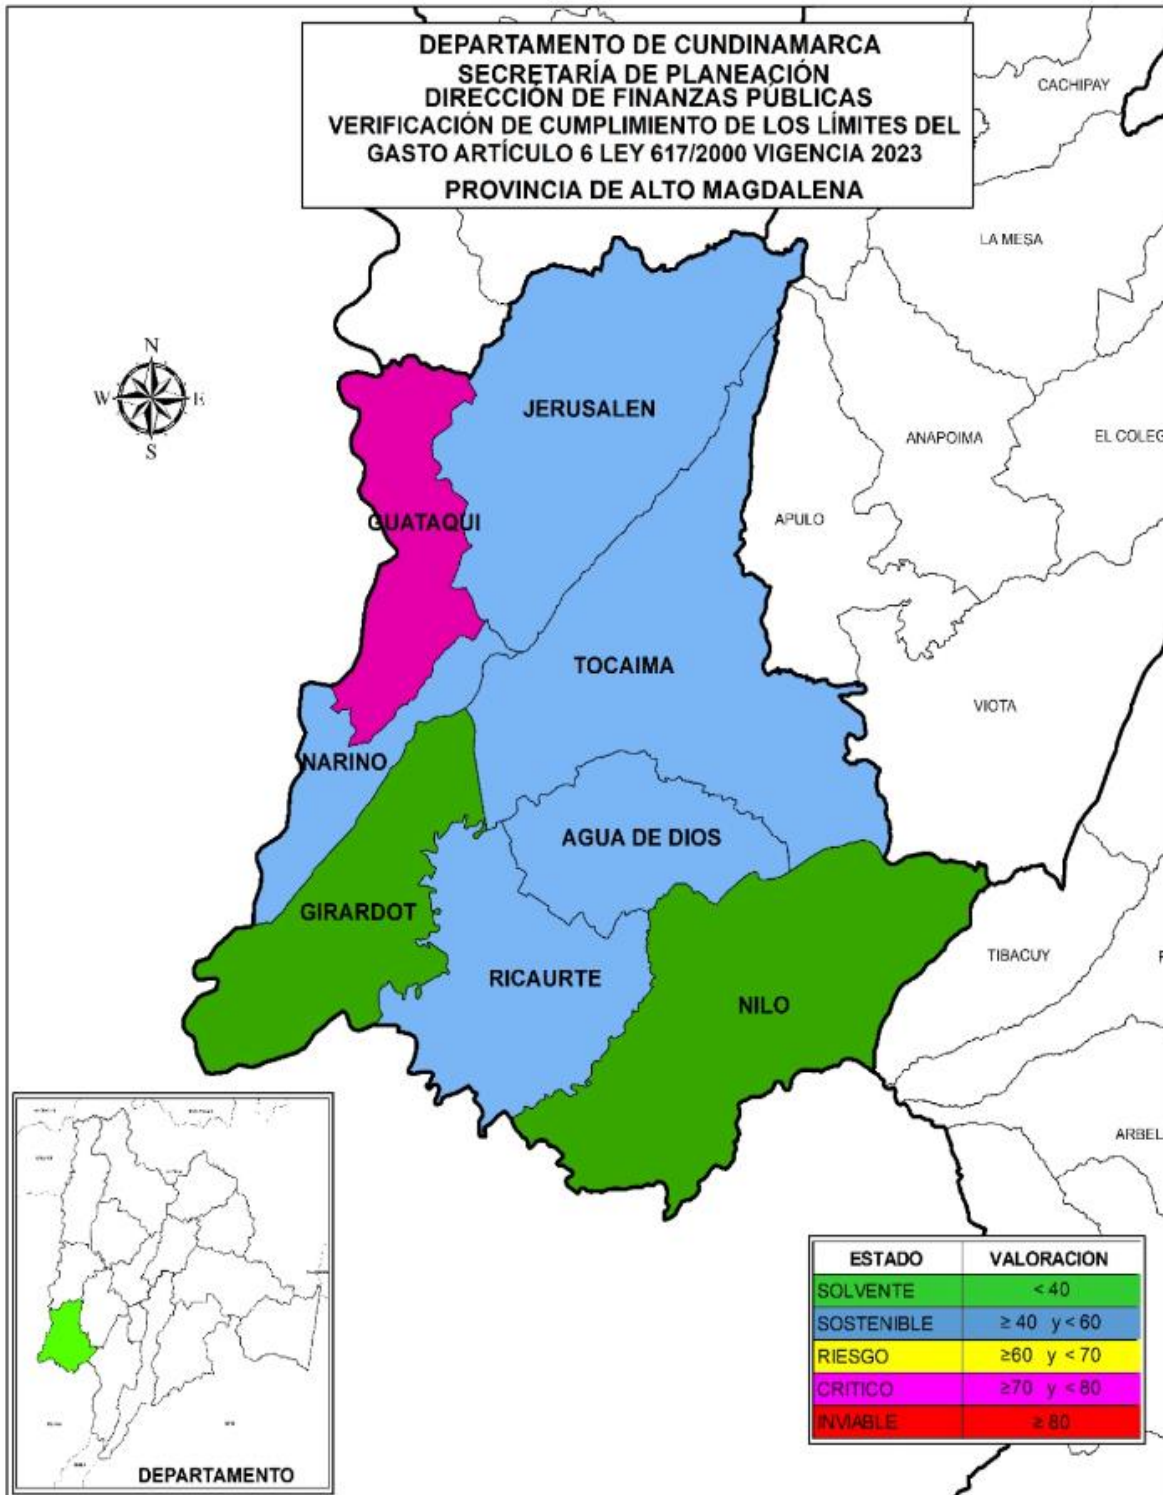 DEPARTAMENTO DE CUNDINAMARCA
SECRETARÍA DE PLANEACIÓN
DIRECCIÓN DE FINANZAS PÚBLICAS
VERIFICACIÓN DE CUMPLIMIENTO DE LOS LÍMITES DEL
GASTO ARTÍCULO 6 LEY 617/2000 VIGENCIA 2023
PROVINCIA DE ALTO MAGDALENA
CACHIPAY
LA MESA
N
W E
S
JERUSALEN
ANAPOIMA
EL COLEG
GUATAQUI
APULO
TOCAIMA
VIOTA
NARINO
AGUA DE DIOS
GIRARDOT
TIBACUY
RICAURTE
NILO
ARBEL
ESTADO VALORACION
SOLVENTE < 40
SOSTENIBLE ≥ 40 y < 60
RIESGO ≥60 y < 70
CRITICO ≥70 y < 80
INVIABLE ≥ 80
DEPARTAMENTO